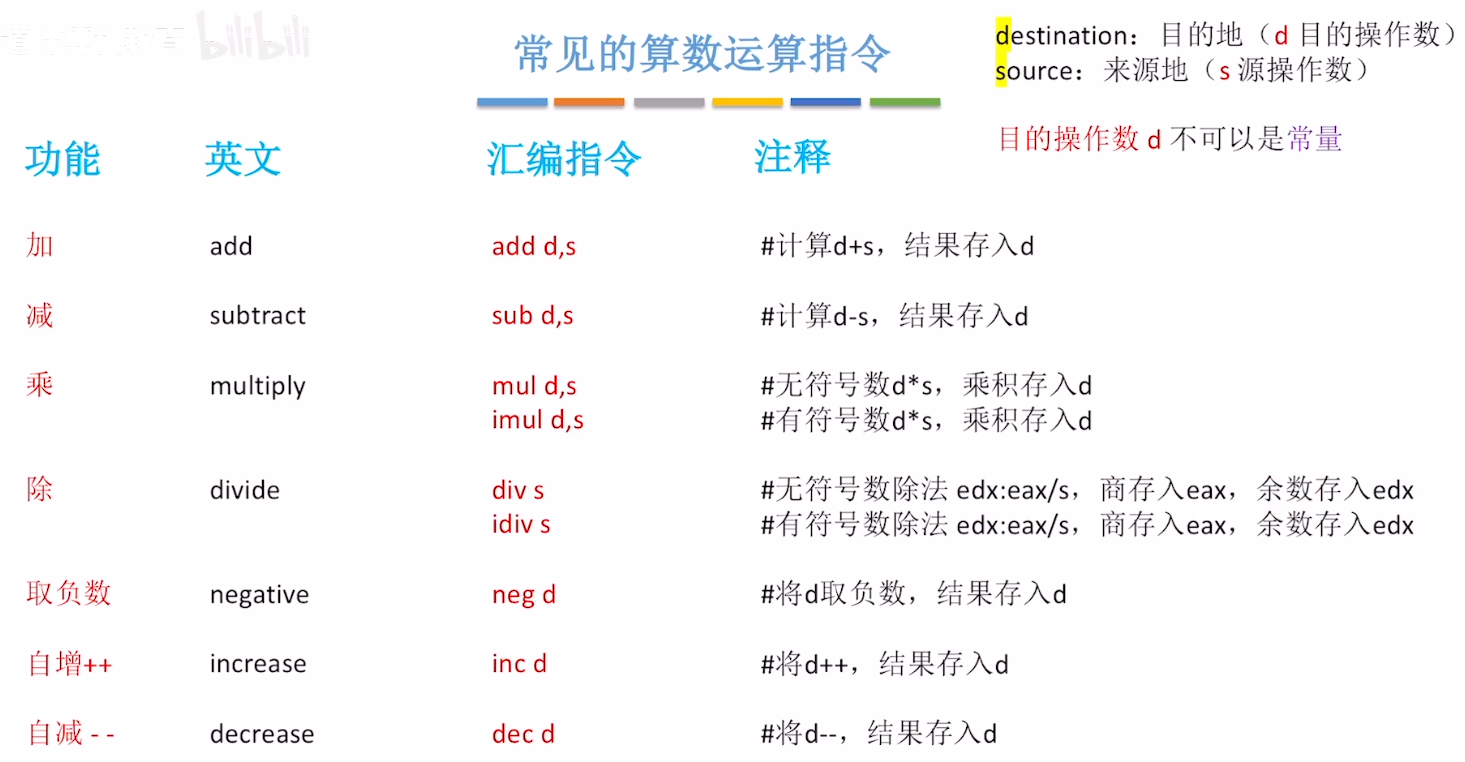 bilibili
常见的算数运算指令
destination：目的地（d 目的操作数）
source：来源地（s 源操作数）
目的操作数 d 不可以是常量
功能 英文 汇编指令 注释
加 add add d,s #计算d+s，结果存入d
减 subtract sub d,s #计算d-s，结果存入d
乘 multiply mul d,s #无符号数d*s，乘积存入d
imul d,s #有符号数d*s，乘积存入d
除 divide div s #无符号数除法 edx:eax/s，商存入eax，余数存入edx
idiv s #有符号数除法 edx:eax/s，商存入eax，余数存入edx
取负数 negative neg d #将d取负数，结果存入d
自增++ increase inc d #将d++，结果存入d
自减 - - decrease dec d #将d--，结果存入d